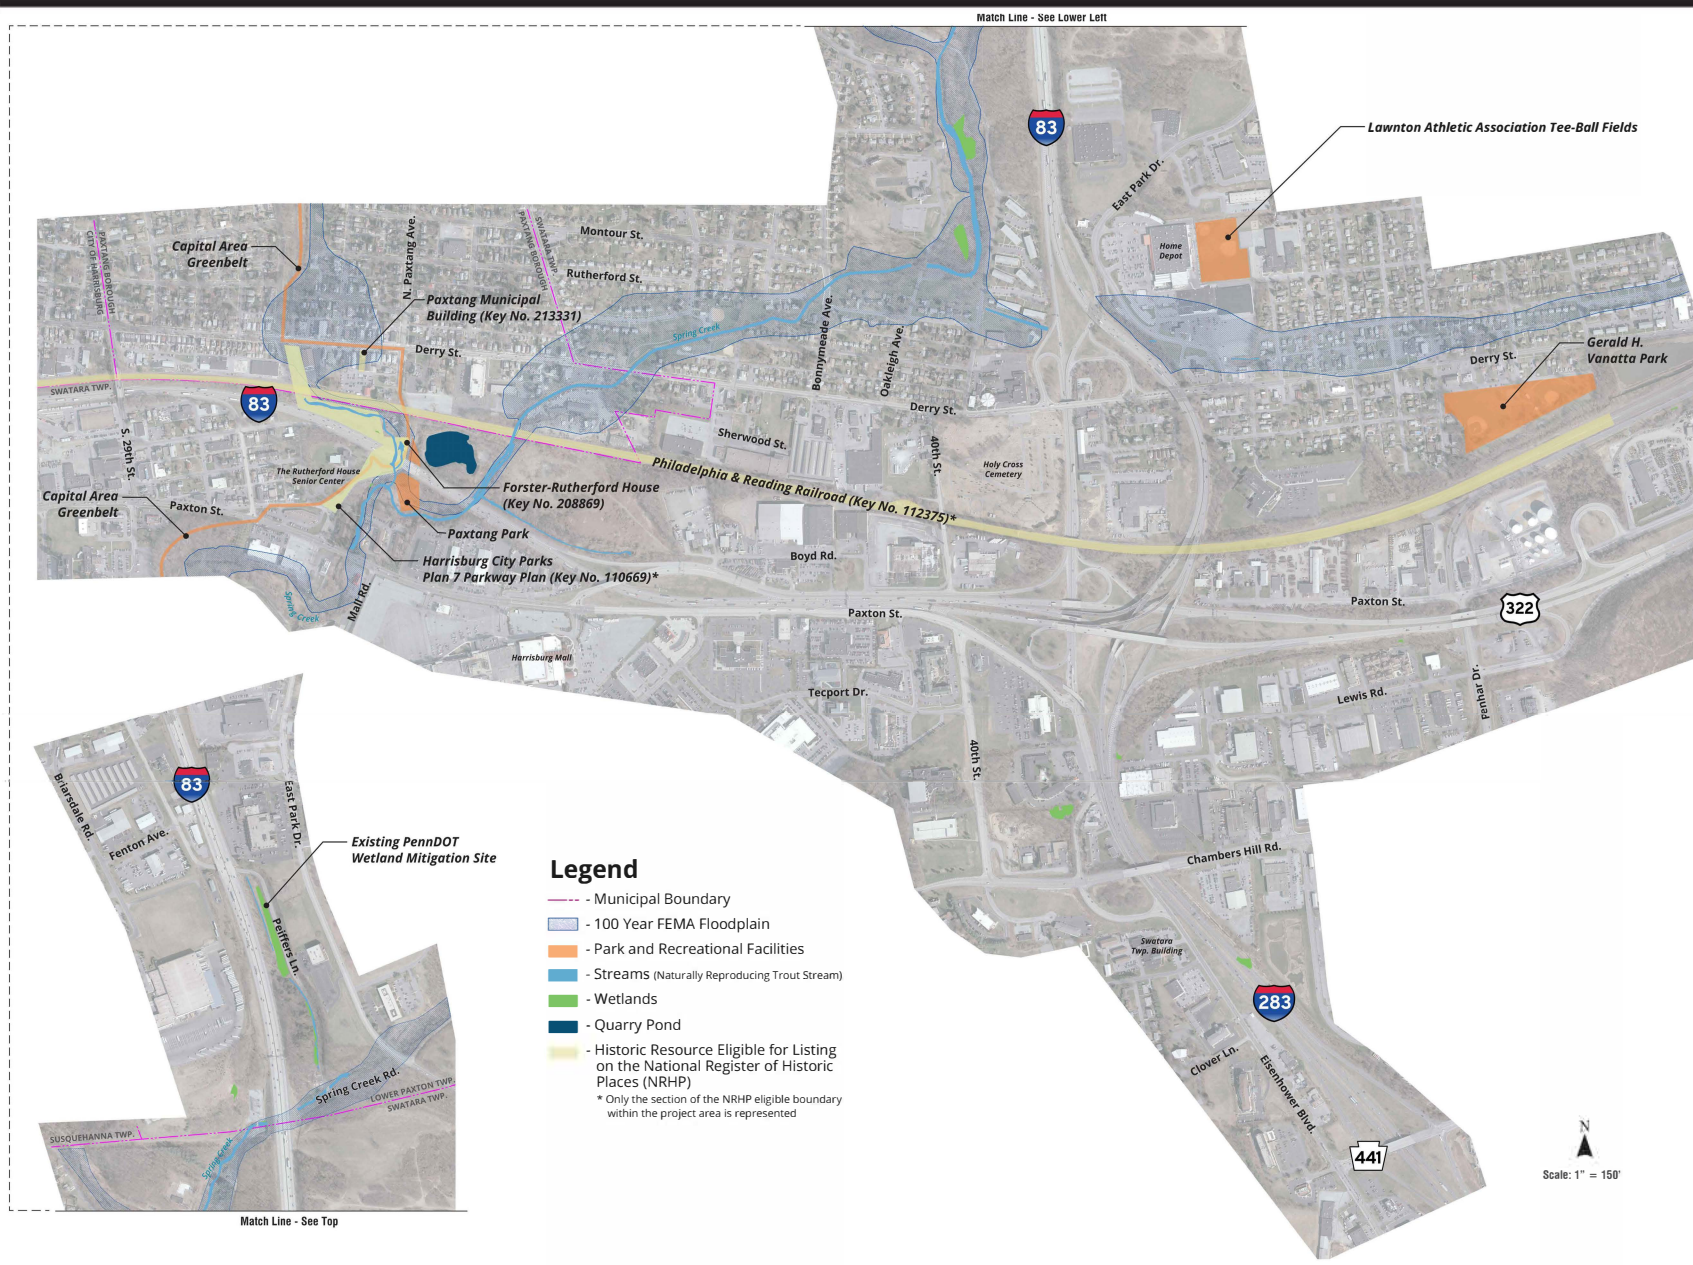 Match Line - See Lower Left
83
Lawnton Athletic Association Tee-Ball Fields
East Park Dr.
Home
Depot
Capital Area
Greenbelt
PAXTANG BOROUGH
CITY OF HARRISBURG
N. Paxtang Ave.
SWATARA TWP.
PAXTANG BOROUGH
Montour St.
Rutherford St.
Paxtang Municipal
Building (Key No. 213331)
Spring Creek
Bonnymeade Ave.
Oakleigh Ave.
Derry St.
Derry St.
Gerald H.
Vanatta Park
SWATARA TWP.
83
Derry St.
Sherwood St.
40th St.
S. 29th St.
The Rutherford House
Senior Center
Holy Cross
Cemetery
Philadelphia & Reading Railroad (Key No. 112375)*
Capital Area
Greenbelt
Paxton St.
Forster-Rutherford House
(Key No. 208869)
Paxtang Park
Harrisburg City Parks
Plan 7 Parkway Plan (Key No. 110669)*
Boyd Rd.
Spring Creek
Mall Rd.
Paxton St.
Paxton St.
322
Harrisburg Mall
Tecport Dr.
Lewis Rd.
Penhar Dr.
40th St.
83
Briarsdale Rd.
Fenton Ave.
East Park Dr.
Existing PennDOT
Wetland Mitigation Site
Peiffers Ln.
Chambers Hill Rd.
Swatara
Twp. Building
283
Clover Ln.
Eisenhower Blvd.
441
Spring Creek Rd.
LOWER PAXTON TWP.
SWATARA TWP.
SUSQUEHANNA TWP.
Spring Creek
Match Line - See Top
Legend
- Municipal Boundary
- 100 Year FEMA Floodplain
- Park and Recreational Facilities
- Streams (Naturally Reproducing Trout Stream)
- Wetlands
- Quarry Pond
- Historic Resource Eligible for Listing
on the National Register of Historic
Places (NRHP)
* Only the section of the NRHP eligible boundary
within the project area is represented
N
Scale: 1" = 150'